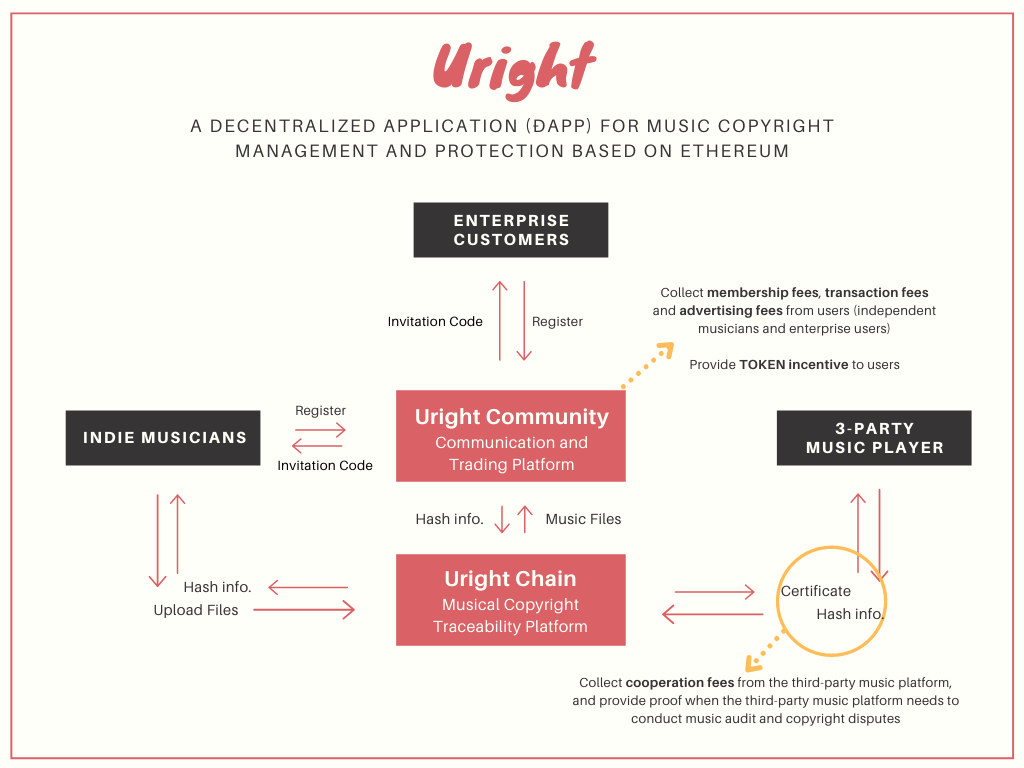 Uright
A DECENTRALIZED APPLICATION (ĐAPP) FOR MUSIC COPYRIGHT
MANAGEMENT AND PROTECTION BASED ON ETHEREUM
ENTERPRISE
CUSTOMERS
Invitation Code
Register
Collect membership fees, transaction fees
and advertising fees from users (independent
musicians and enterprise users)
Provide TOKEN incentive to users
INDIE MUSICIANS
Register
Invitation Code
Uright Community
Communication and
Trading Platform
3-PARTY
MUSIC PLAYER
Hash info.
Music Files
Hash info.
Upload Files
Uright Chain
Musical Copyright
Traceability Platform
Certificate
Hash info.
Collect cooperation fees from the third-party music platform,
and provide proof when the third-party music platform needs to
conduct music audit and copyright disputes